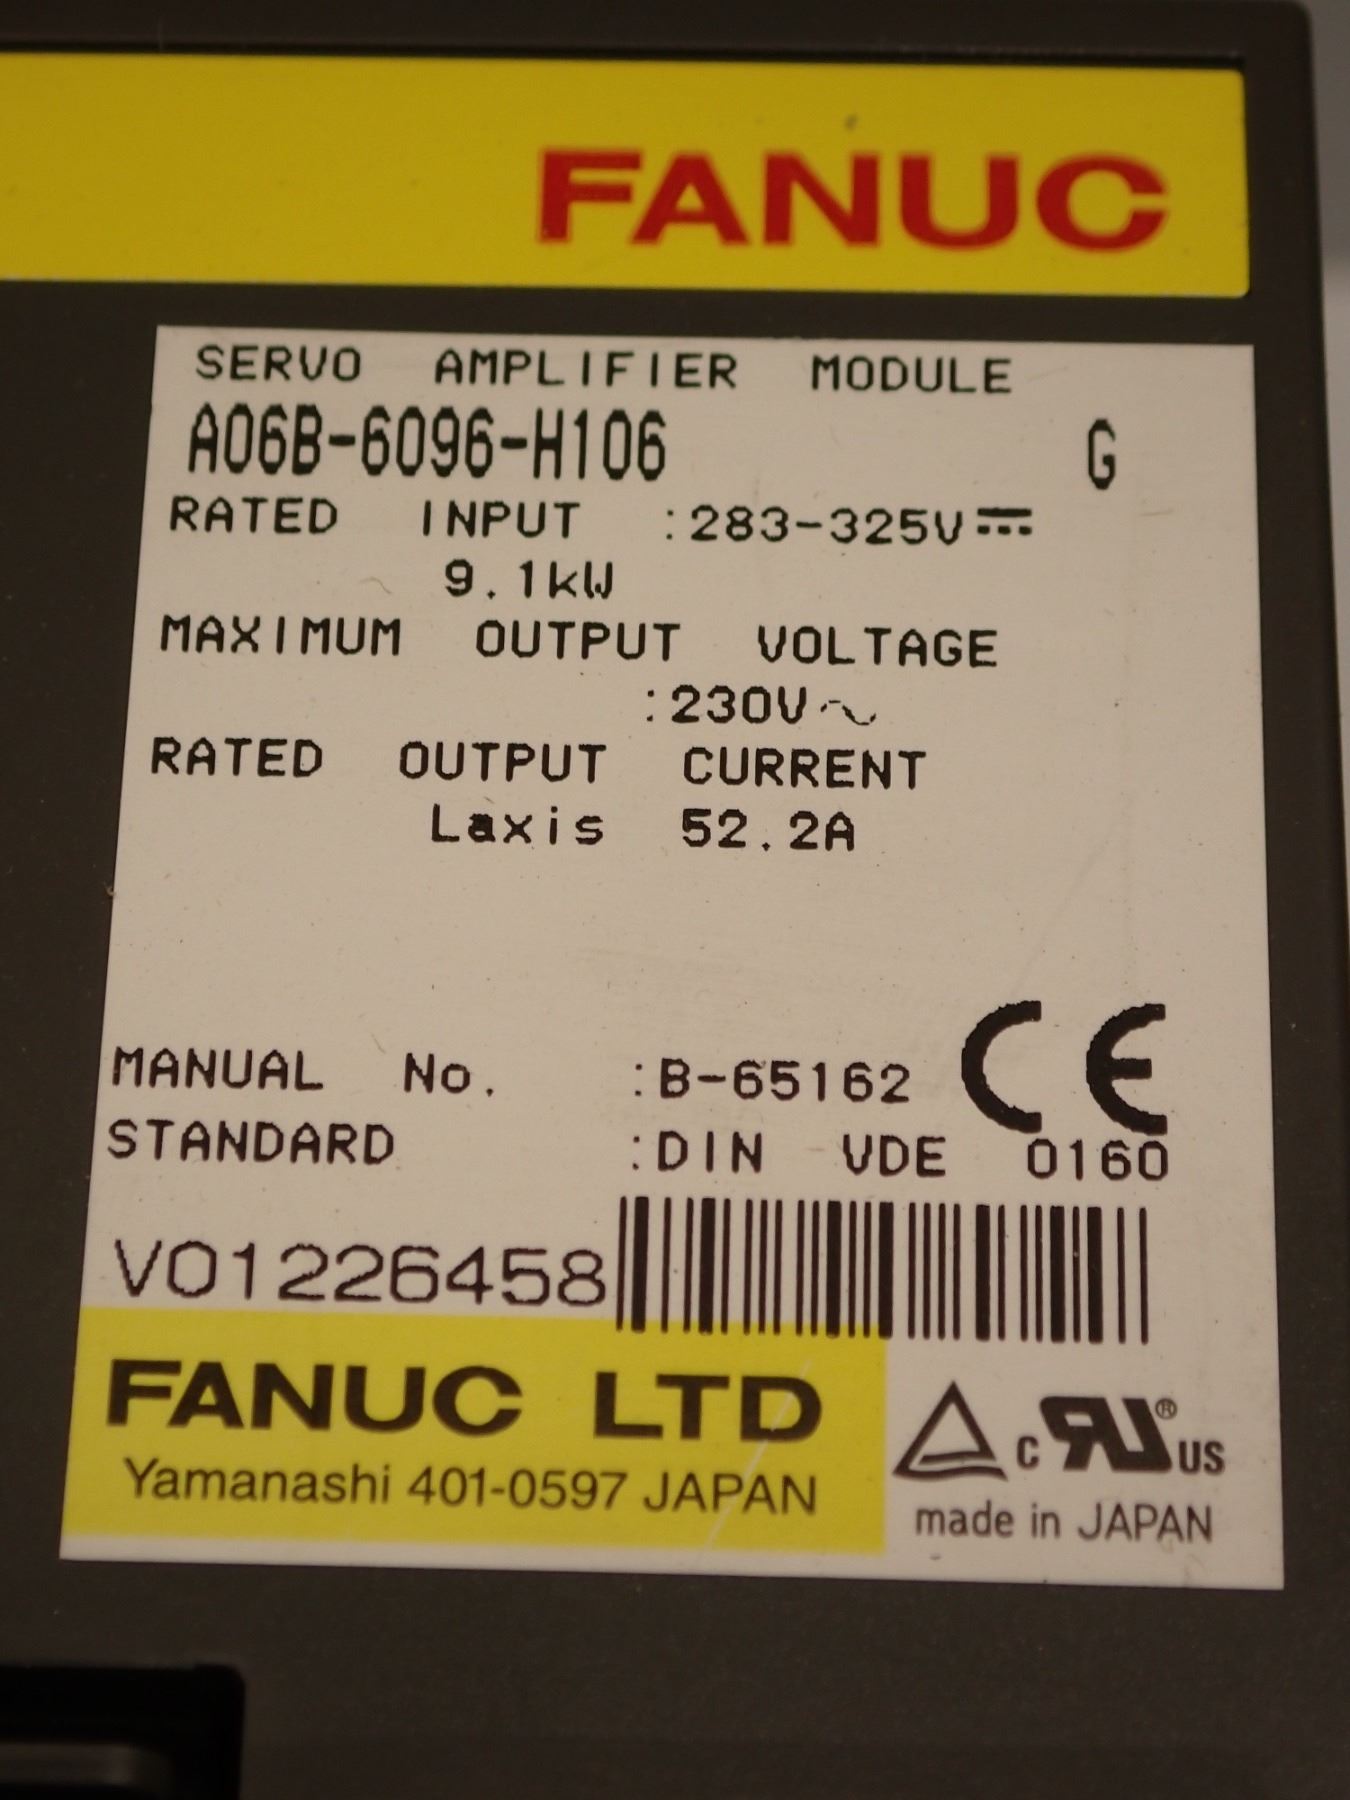 FANUC
SERVO AMPLIFIER MODULE
A06B-6096-H106 G
RATED INPUT :283-325V⎓
9.1kW
MAXIMUM OUTPUT VOLTAGE
:230V~
RATED OUTPUT CURRENT
Laxis 52.2A
CE
MANUAL No. :B-65162
STANDARD :DIN VDE 0160
V01226458
FANUC LTD
Yamanashi 401-0597 JAPAN
c RU® US
made in JAPAN